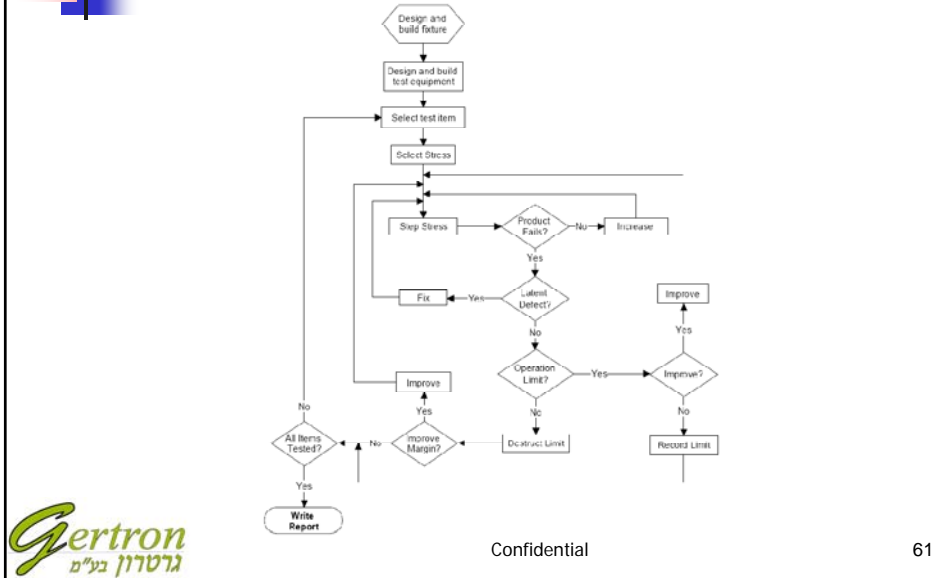 Design and
build fixture
Design and build
test equipment
Select test item
Select Stress
Step Stress
Product
Fails?
No
Increase
Yes
Fix
Yes
Latent
Detect?
Improve
No
Yes
Improve
Operation
Limit?
Yes
Improve?
No
Yes
No
No
All Items
Tested?
No
Improve
Margin?
Destruct Limit
Record Limit
Yes
Write
Report
Gertron
גרטרון בע"מ
Confidential
61